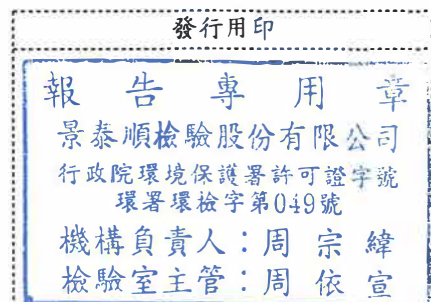 發行用印
報告專用章
景泰順檢驗股份有限公司
行政院環境保護署許可證字號
環署環檢字第049號
機構負責人：周宗緯
檢驗室主管：周依宣